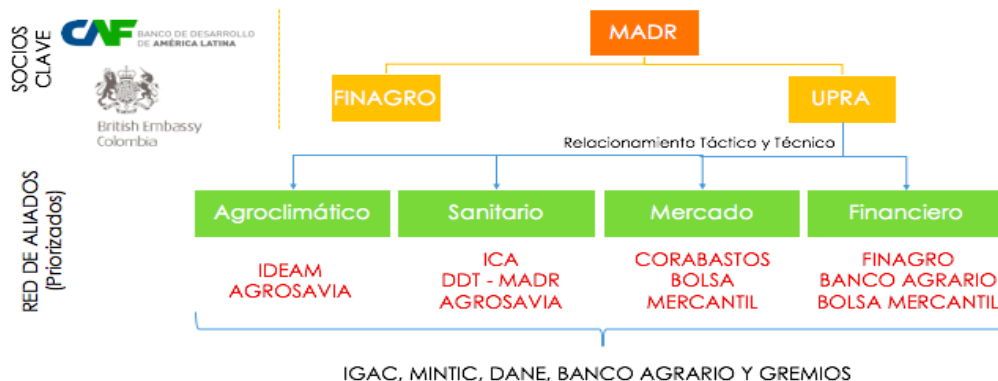 SOCIOS
CLAVE
CAF BANCO DE DESARROLLO
DE AMÉRICA LATINA
British Embassy
Colombia
MADR
FINAGRO
UPRA
Relacionamiento Táctico y Técnico
RED DE ALIADOS
(Priorizados)
Agroclimático
Sanitario
Mercado
Financiero
IDEAM
AGROSAVIA
ICA
DDT - MADR
AGROSAVIA
CORABASTOS
BOLSA
MERCANTIL
FINAGRO
BANCO AGRARIO
BOLSA MERCANTIL
IGAC, MINTIC, DANE, BANCO AGRARIO Y GREMIOS